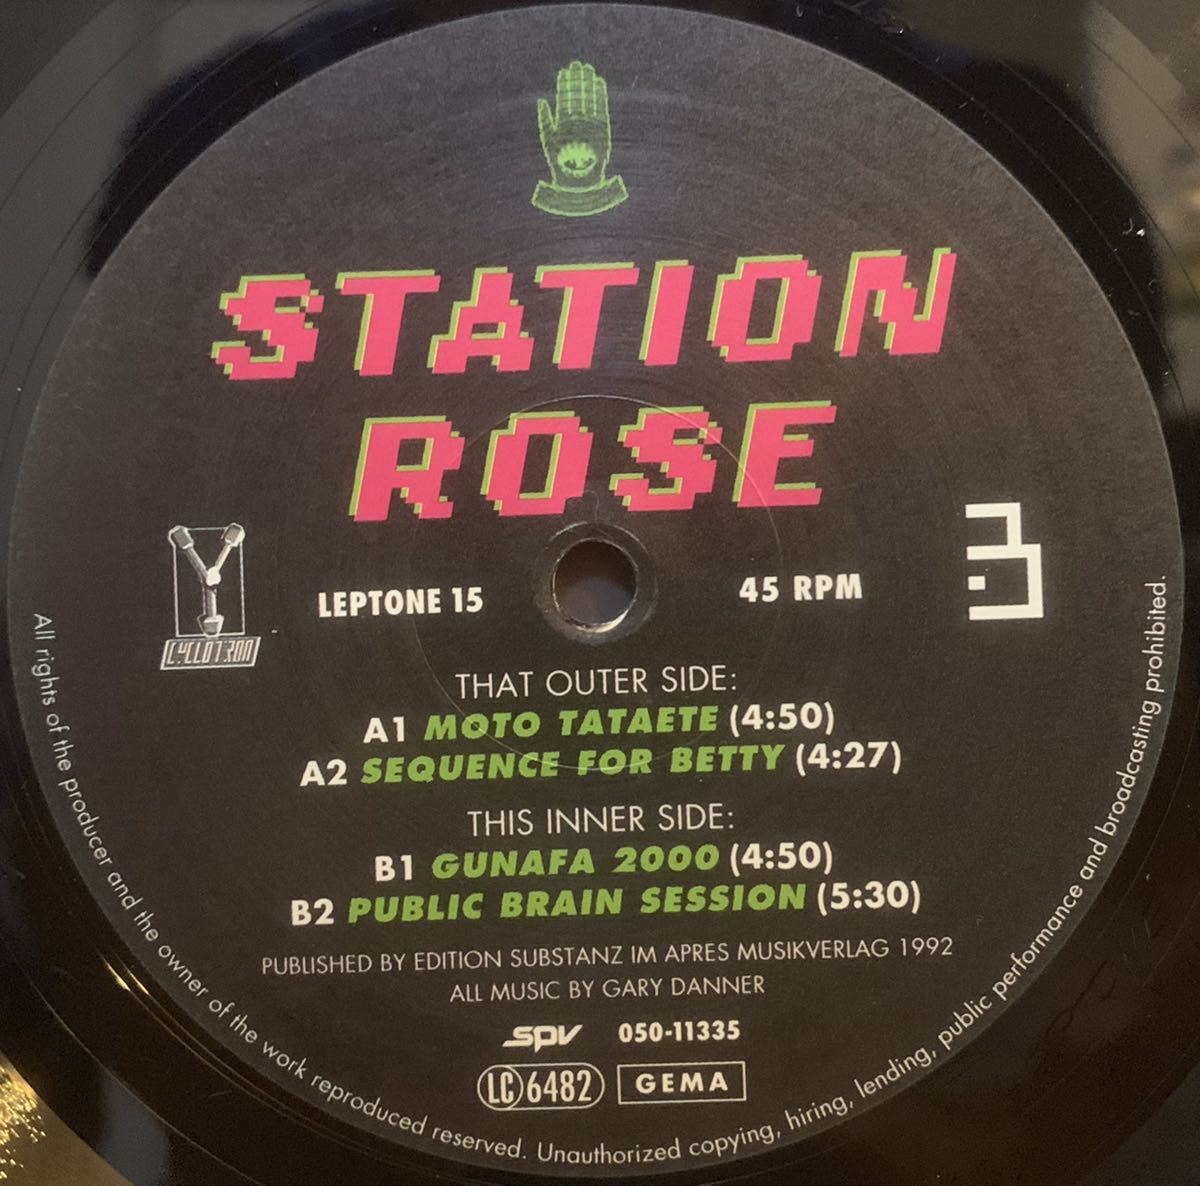 STATION
ROSE
CYCLOTRON
LEPTONE 15
45 RPM
THAT OUTER SIDE:
A1 MOTO TATAETE (4:50)
A2 SEQUENCE FOR BETTY (4:27)
THIS INNER SIDE:
B1 GUNAFA 2000 (4:50)
B2 PUBLIC BRAIN SESSION (5:30)
PUBLISHED BY EDITION SUBSTANZ IM APRES MUSIKVERLAG 1992
ALL MUSIC BY GARY DANNER
SPV 050-11335
LC 6482 GEMA
All rights of the producer and the owner of the work reproduced reserved. Unauthorized copying, hiring, lending, public performance and broadcasting prohibited.